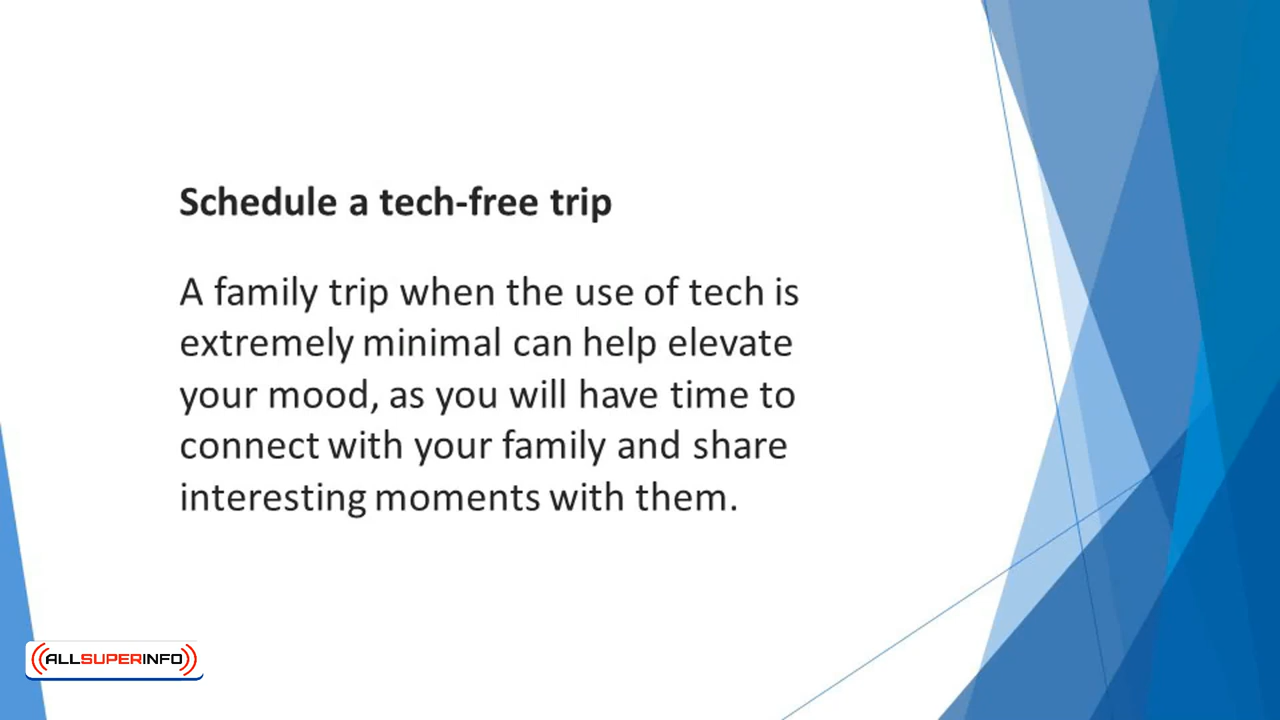 Schedule a tech-free trip
A family trip when the use of tech is
extremely minimal can help elevate
your mood, as you will have time to
connect with your family and share
interesting moments with them.
ALLSUPERINFO